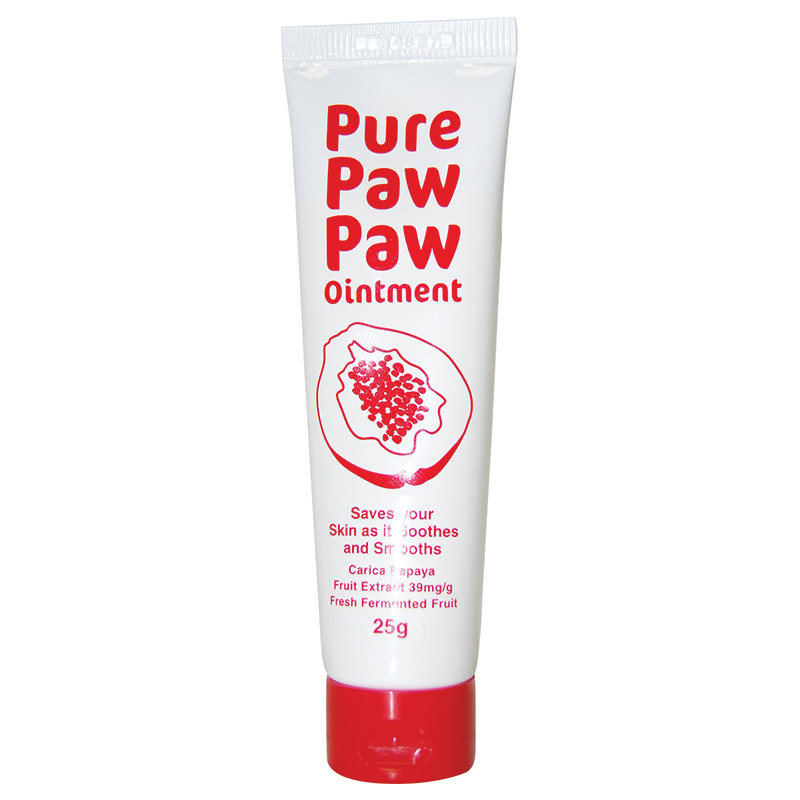 Pure
Paw
Paw
Ointment
Saves your
Skin as it Soothes
and Smooths
Carica Papaya
Fruit Extract 39mg/g
Fresh Fermented Fruit
25g